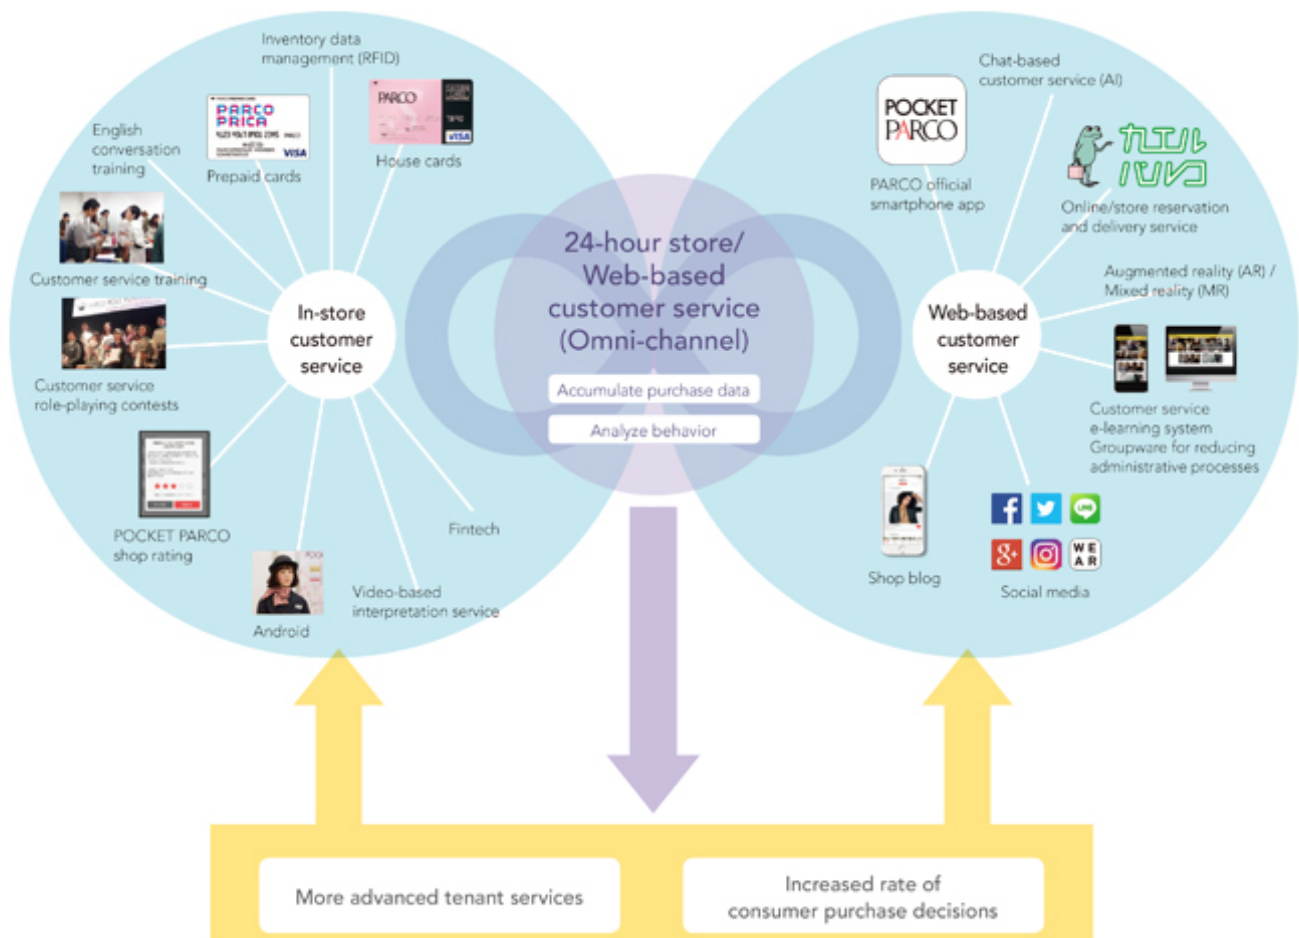 Inventory data
management (RFID)
PARCO
PRICA
VISA
Prepaid cards
PARCO
VISA
House cards
English
conversation
training
Customer service training
Customer service
role-playing contests
POCKET PARCO
shop rating
Android
Video-based
interpretation service
Fintech
In-store
customer
service
24-hour store/
Web-based
customer service
(Omni-channel)
Accumulate purchase data
Analyze behavior
Web-based
customer
service
POCKET
PARCO
PARCO official
smartphone app
Chat-based
customer service (AI)
カエル
パルコ
Online/store reservation
and delivery service
Augmented reality (AR) /
Mixed reality (MR)
Customer service
e-learning system
Groupware for reducing
administrative processes
Shop blog
f
LINE
g+
WE
AR
Social media
More advanced tenant services
Increased rate of
consumer purchase decisions